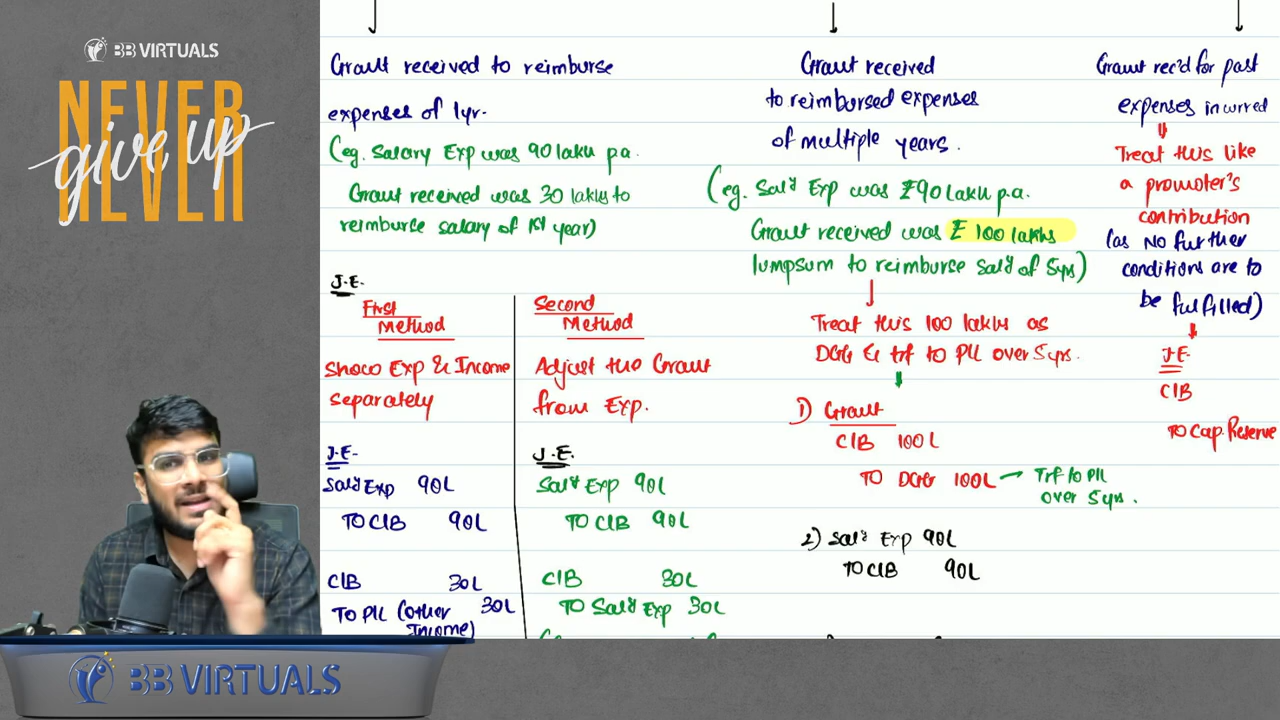 BB VIRTUALS
NEVER
give up
NEVER
Grant received to reimburse
expenses of 1yr.
(eg. Salary Exp was 90 lakh p.a.
Grant received was 30 lakhs to
reimburse salary of 1st year)
J.E.
First
Method
Show Exp & Income
separately
J.E.
Sal'y Exp 90L
TO C/B 90L
C/B 30L
TO P/L (other 30L
Income)
Second
Method
Adjust the Grant
from Exp.
J.E.
Sal'y Exp 90L
TO C/B 90L
C/B 30L
TO Sal'y Exp 30L
Grant received
to reimbursed expenses
of multiple years.
(eg. Sal'y Exp was ₹90 lakh p.a.
Grant received was ₹ 100 lakhs
lumpsum to reimburse Sal'y of 5yrs)
Treat this 100 lakhs as
DGG & trf to P/L over 5yrs.
1) Grant
C/B 100L
TO DGG 100L → Trf to P/L
over 5yrs.
2) Sal'y Exp 90L
TO C/B 90L
Grant rec'd for past
expenses incurred
Treat this like
a promoter's
contribution
(as No further
conditions are to
be fulfilled)
J.E.
C/B
TO Cap. Reserve
BB VIRTUALS